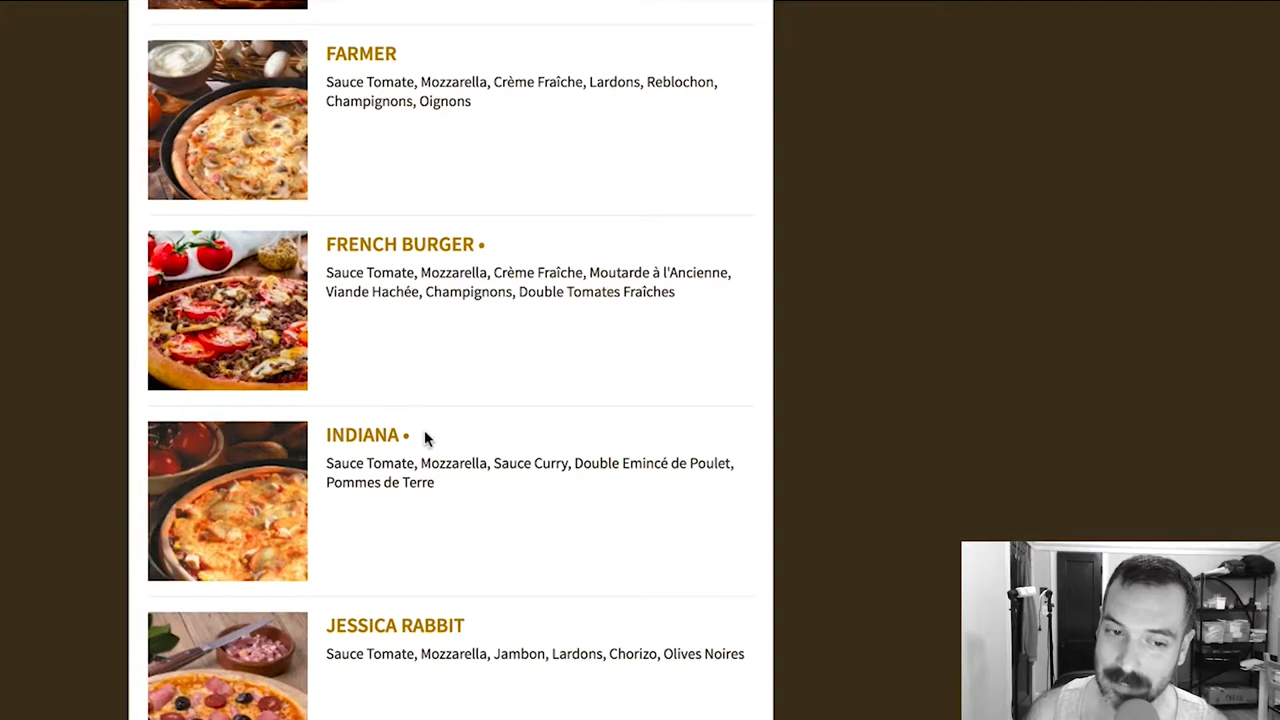 FARMER
Sauce Tomate, Mozzarella, Crème Fraîche, Lardons, Reblochon,
Champignons, Oignons
FRENCH BURGER •
Sauce Tomate, Mozzarella, Crème Fraîche, Moutarde à l'Ancienne,
Viande Hachée, Champignons, Double Tomates Fraîches
INDIANA •
Sauce Tomate, Mozzarella, Sauce Curry, Double Emincé de Poulet,
Pommes de Terre
JESSICA RABBIT
Sauce Tomate, Mozzarella, Jambon, Lardons, Chorizo, Olives Noires